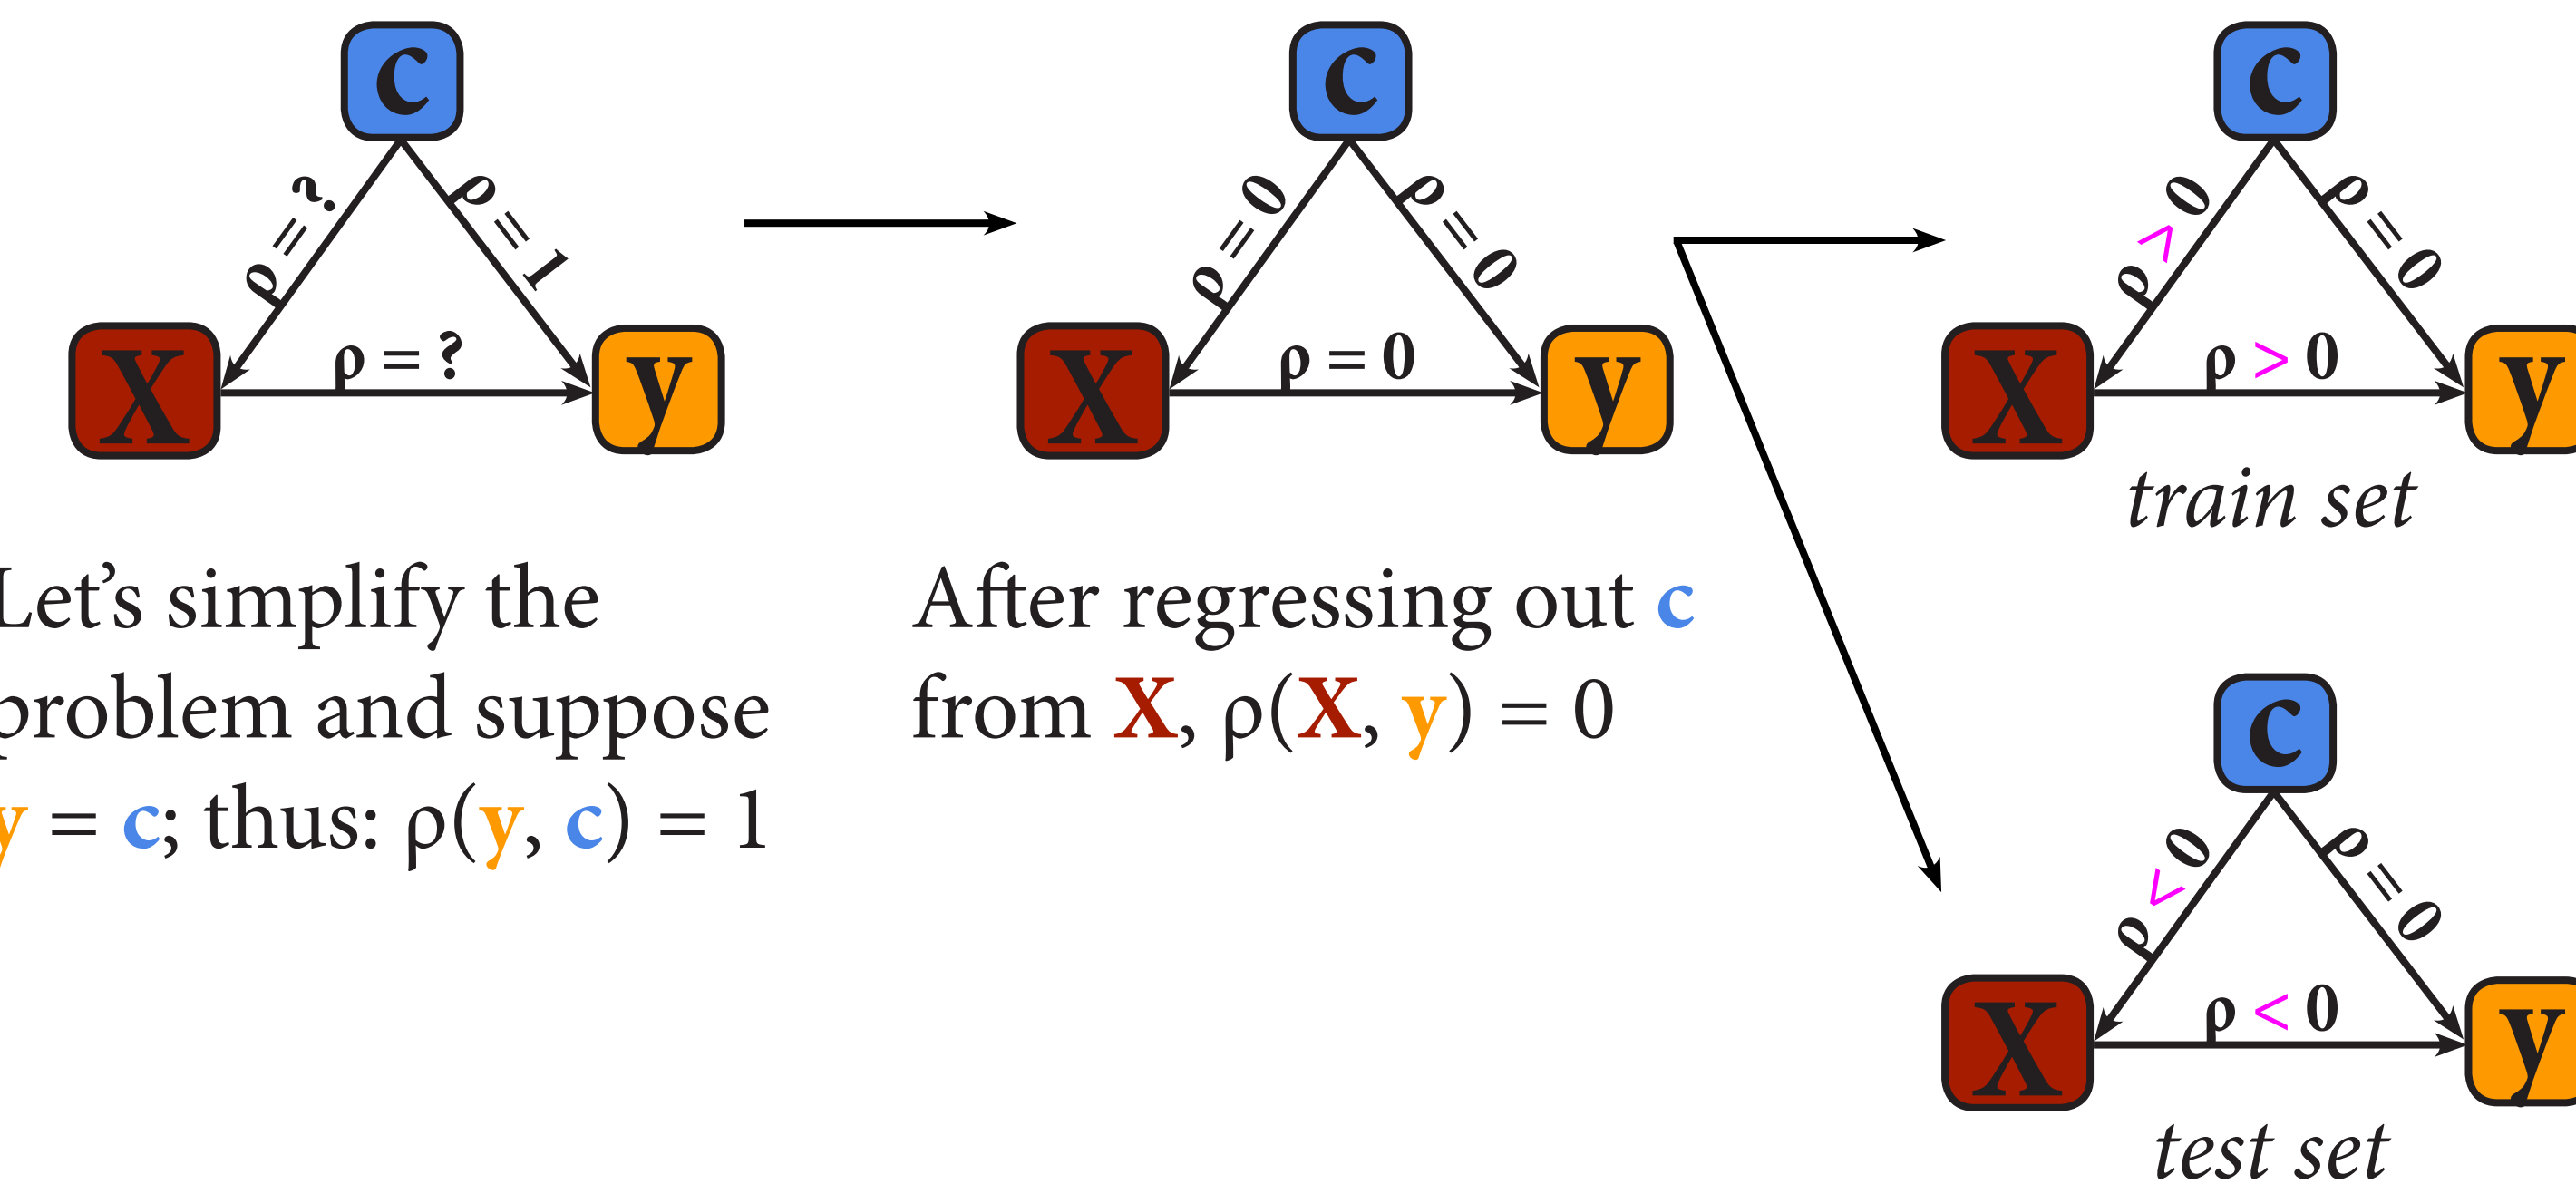 c
ρ = ?
ρ = 1
X
ρ = ?
y
Let’s simplify the
problem and suppose
y = c; thus: ρ(y, c) = 1
c
ρ = 0
ρ = 0
X
ρ = 0
y
After regressing out c
from X, ρ(X, y) = 0
c
ρ > 0
ρ = 0
X
ρ > 0
y
train set
c
ρ < 0
ρ = 0
X
ρ < 0
y
test set